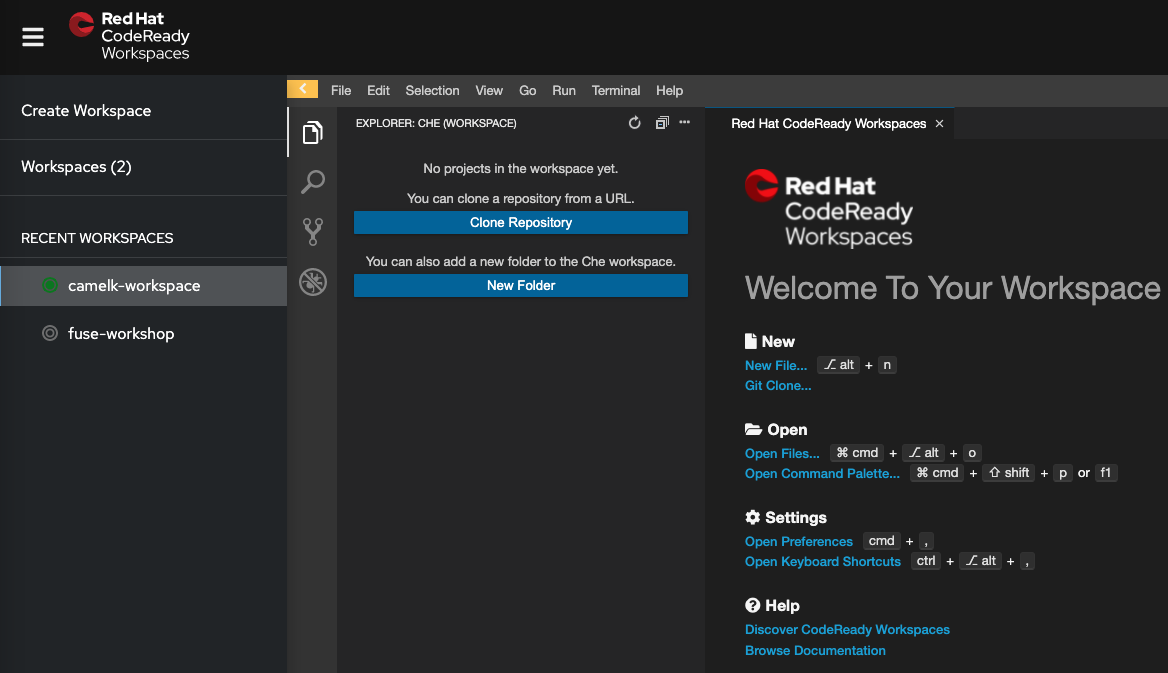 Red Hat
CodeReady
Workspaces
Create Workspace
Workspaces (2)
RECENT WORKSPACES
camelk-workspace
fuse-workshop
File Edit Selection View Go Run Terminal Help
EXPLORER: CHE (WORKSPACE)
No projects in the workspace yet.
You can clone a repository from a URL.
Clone Repository
You can also add a new folder to the Che workspace.
New Folder
Red Hat CodeReady Workspaces ×
Red Hat
CodeReady
Workspaces
Welcome To Your Workspace
New
New File... ⌥ alt + n
Git Clone...
Open
Open Files... ⌘ cmd + ⌥ alt + o
Open Command Palette... ⌘ cmd + ⇧ shift + p or f1
Settings
Open Preferences cmd + ,
Open Keyboard Shortcuts ctrl + ⌥ alt + ,
Help
Discover CodeReady Workspaces
Browse Documentation